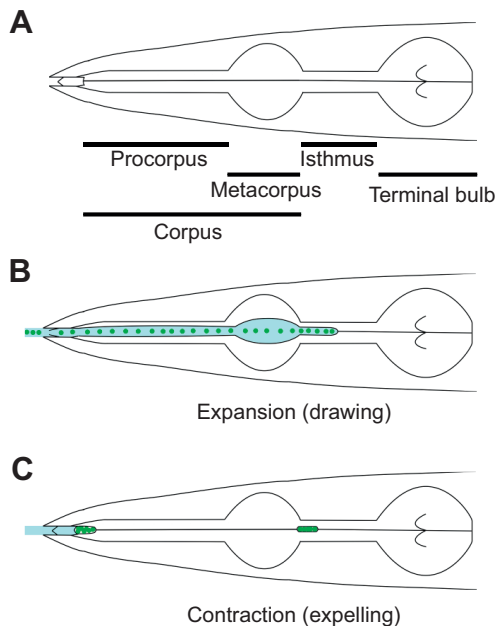 A
Procorpus
Isthmus
Metacorpus
Terminal bulb
Corpus
B
Expansion (drawing)
C
Contraction (expelling)